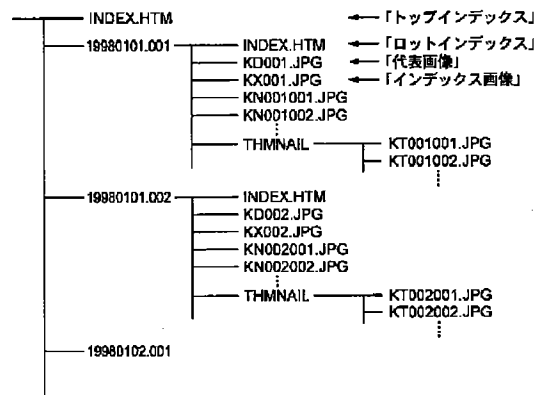 INDEX.HTM 「トップインデックス」
19980101.001 INDEX.HTM 「ロットインデックス」
KD001.JPG 「代表画像」
KX001.JPG 「インデックス画像」
KN001001.JPG
KN001002.JPG
THMNAIL KT001001.JPG
KT001002.JPG
19980101.002 INDEX.HTM
KD002.JPG
KX002.JPG
KN002001.JPG
KN002002.JPG
THMNAIL KT002001.JPG
KT002002.JPG
19980102.001